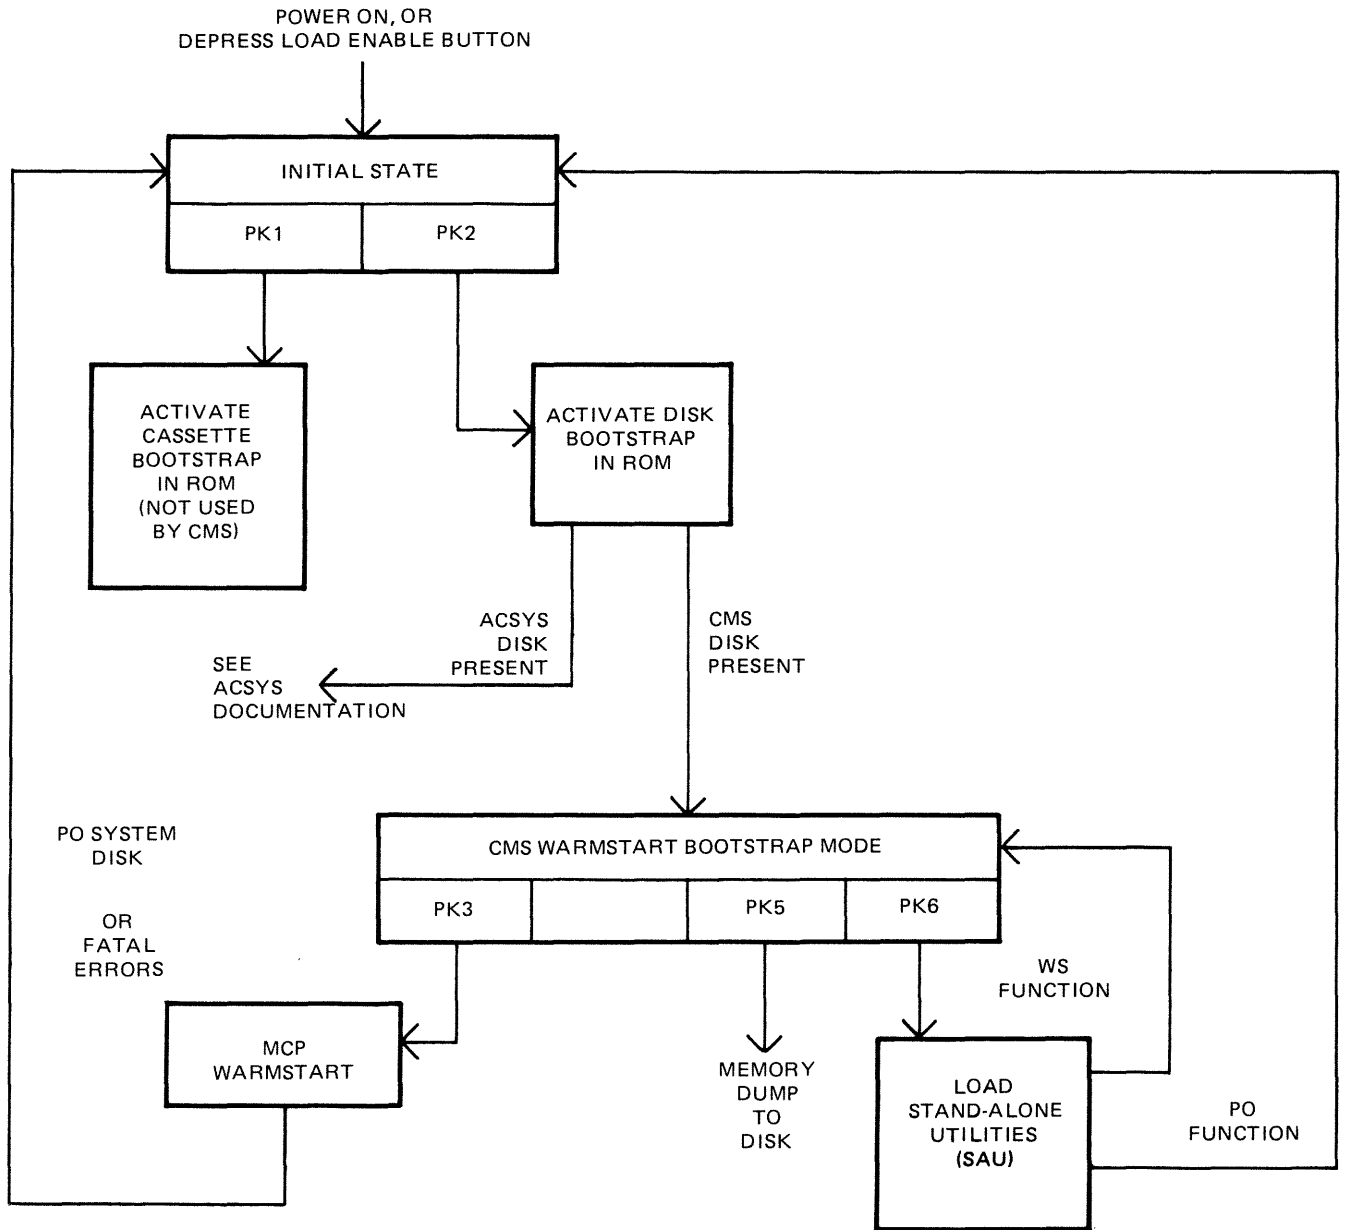 POWER ON, OR
DEPRESS LOAD ENABLE BUTTON
INITIAL STATE
PK1
PK2
ACTIVATE
CASSETTE
BOOTSTRAP
IN ROM
(NOT USED
BY CMS)
ACTIVATE DISK
BOOTSTRAP
IN ROM
ACSYS
DISK
PRESENT
CMS
DISK
PRESENT
SEE
ACSYS
DOCUMENTATION
PO SYSTEM
DISK
OR
FATAL
ERRORS
CMS WARMSTART BOOTSTRAP MODE
PK3
PK5
PK6
WS
FUNCTION
MCP
WARMSTART
MEMORY
DUMP
TO
DISK
LOAD
STAND-ALONE
UTILITIES
(SAU)
PO
FUNCTION